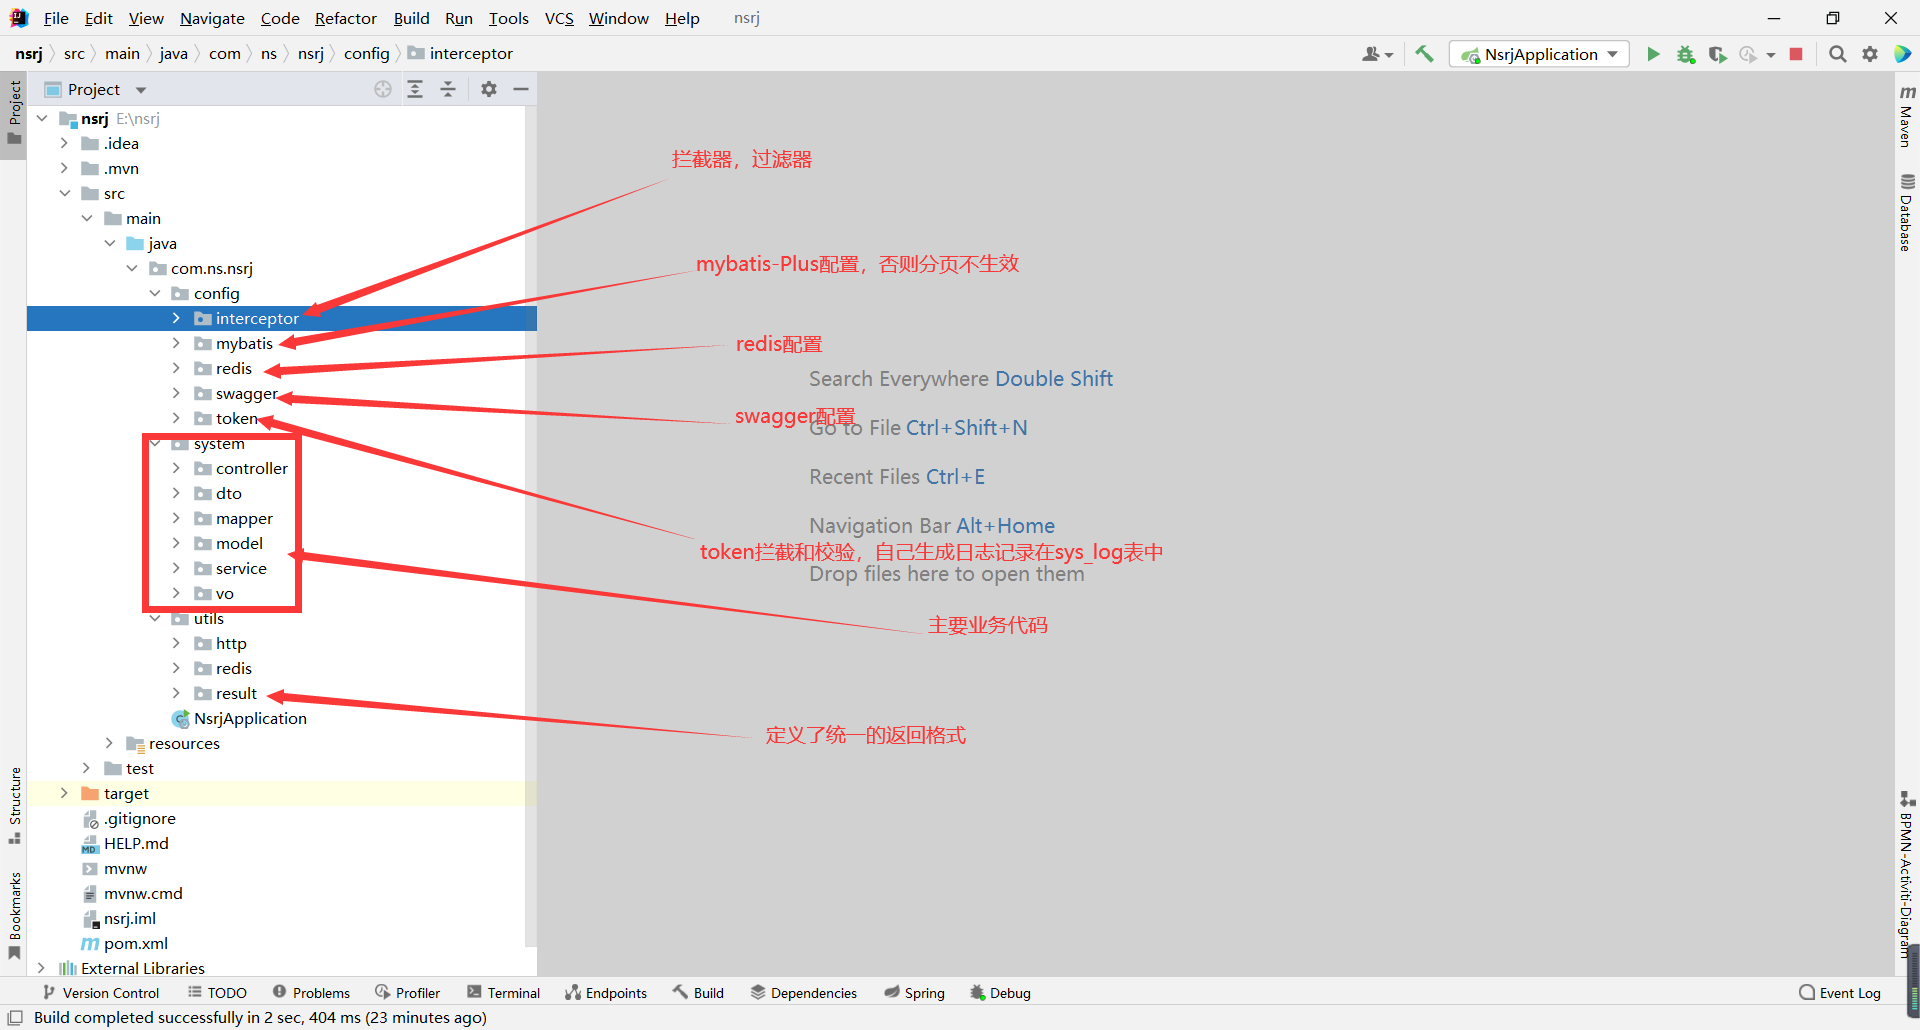 File Edit View Navigate Code Refactor Build Run Tools VCS Window Help nsrj
nsrj src main java com ns nsrj config interceptor
NsrjApplication
Project
Project
nsrj E:\nsrj
.idea
.mvn
src
main
java
com.ns.nsrj
config
interceptor
mybatis
redis
swagger
token
system
controller
dto
mapper
model
service
vo
utils
http
redis
result
NsrjApplication
resources
test
target
.gitignore
HELP.md
mvnw
mvnw.cmd
nsrj.iml
pom.xml
External Libraries
Structure
Bookmarks
拦截器，过滤器
mybatis-Plus配置，否则分页不生效
redis配置
Search Everywhere Double Shift
swagger配置
Go to File Ctrl+Shift+N
Recent Files Ctrl+E
Navigation Bar Alt+Home
token拦截和校验，自己生成日志记录在sys_log表中
Drop files here to open them
主要业务代码
定义了统一的返回格式
Maven
Database
BPMN-Activiti-Diagram
Version Control TODO Problems Profiler Terminal Endpoints Build Dependencies Spring Debug Event Log
Build completed successfully in 2 sec, 404 ms (23 minutes ago)